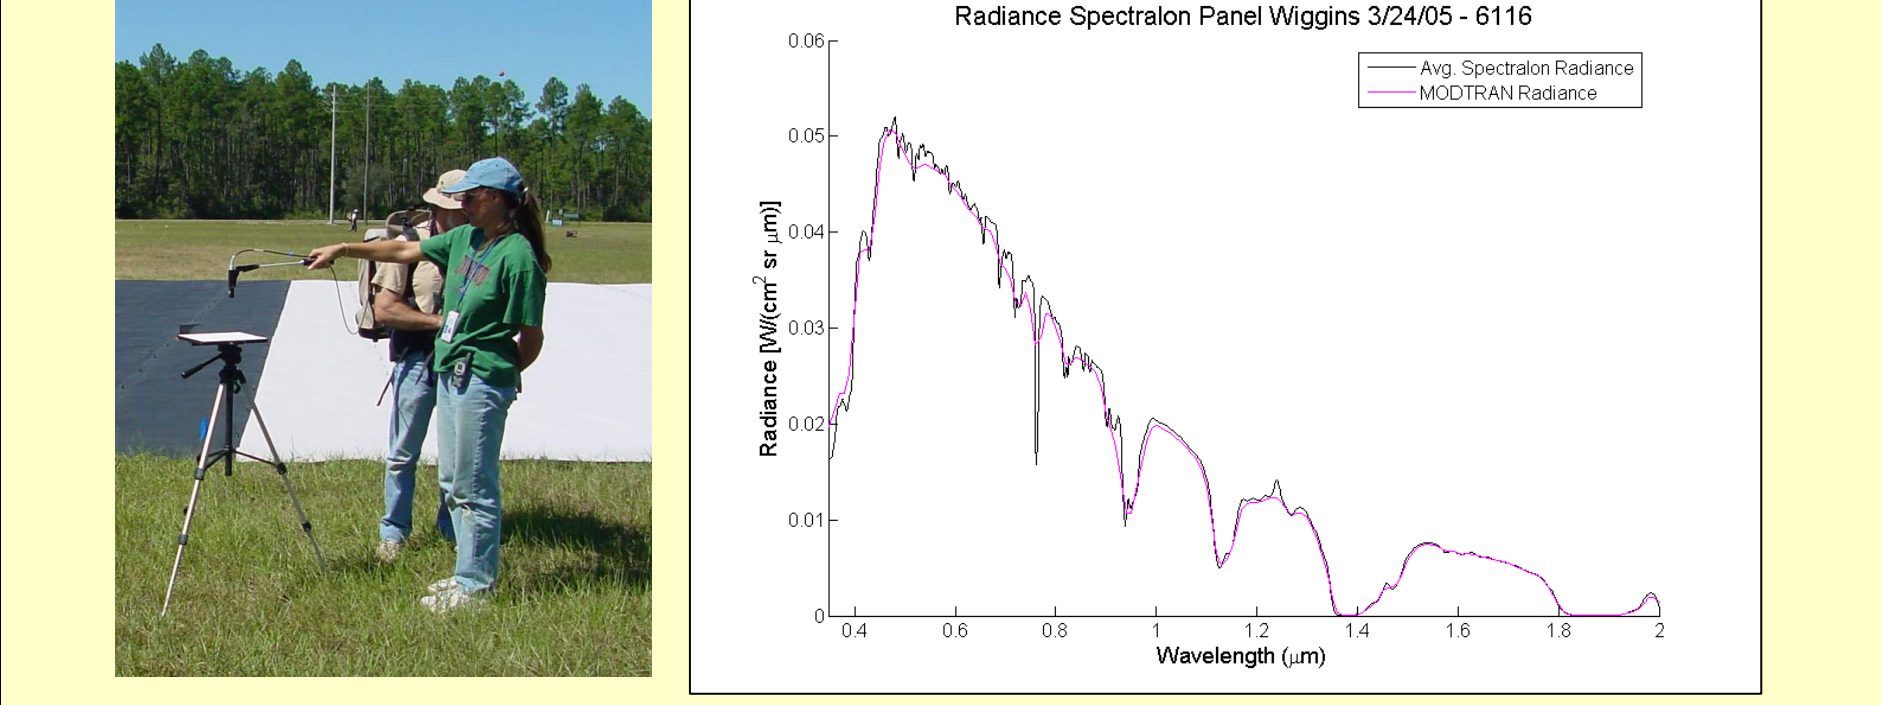 Radiance Spectralon Panel Wiggins 3/24/05 - 6116
Avg. Spectralon Radiance
MODTRAN Radiance
0.06
0.05
0.04
0.03
0.02
0.01
0
Radiance [W/(cm² sr μm)]
0.4 0.6 0.8 1 1.2 1.4 1.6 1.8 2
Wavelength (μm)